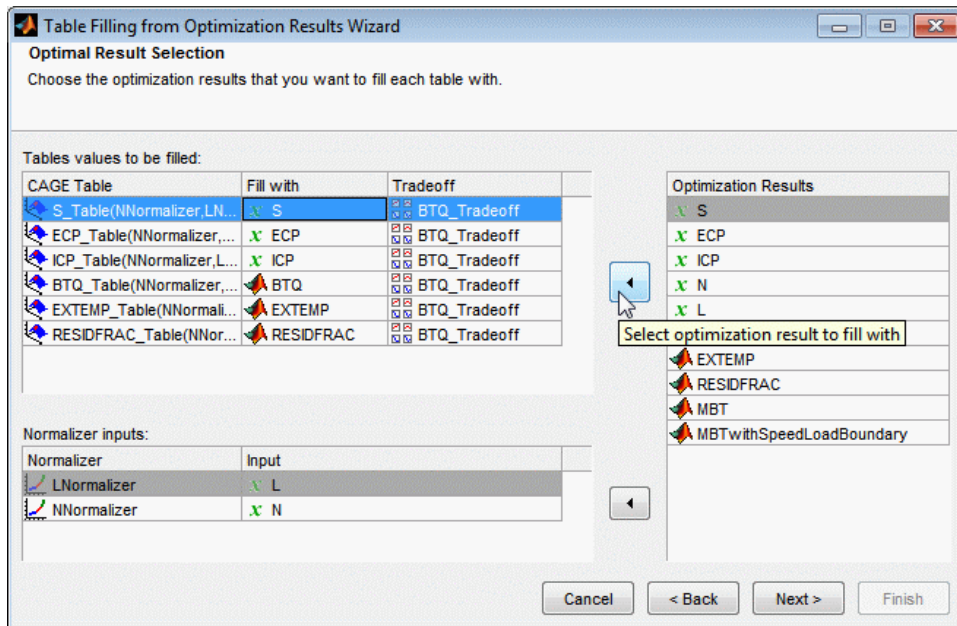 Table Filling from Optimization Results Wizard
Optimal Result Selection
Choose the optimization results that you want to fill each table with.
Tables values to be filled:
CAGE Table Fill with Tradeoff
S_Table(NNormalizer,LN... x S BTQ_Tradeoff
ECP_Table(NNormalizer,... x ECP BTQ_Tradeoff
ICP_Table(NNormalizer,L... x ICP BTQ_Tradeoff
BTQ_Table(NNormalizer,... BTQ BTQ_Tradeoff
EXTEMP_Table(NNormali... EXTEMP BTQ_Tradeoff
RESIDFRAC_Table(NNor... RESIDFRAC BTQ_Tradeoff
Optimization Results
x S
x ECP
x ICP
x N
x L
Select optimization result to fill with
EXTEMP
RESIDFRAC
MBT
MBTwithSpeedLoadBoundary
Normalizer inputs:
Normalizer Input
LNormalizer x L
NNormalizer x N
Cancel < Back Next > Finish